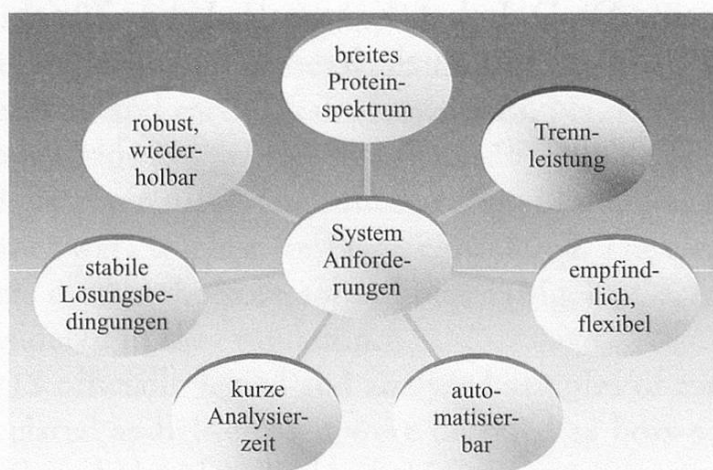 breites
Protein-
spektrum
robust,
wieder-
holbar
Trenn-
leistung
System
Anforde-
rungen
stabile
Lösungsbe-
dingungen
empfind-
lich,
flexibel
kurze
Analysier-
zeit
auto-
matisier-
bar